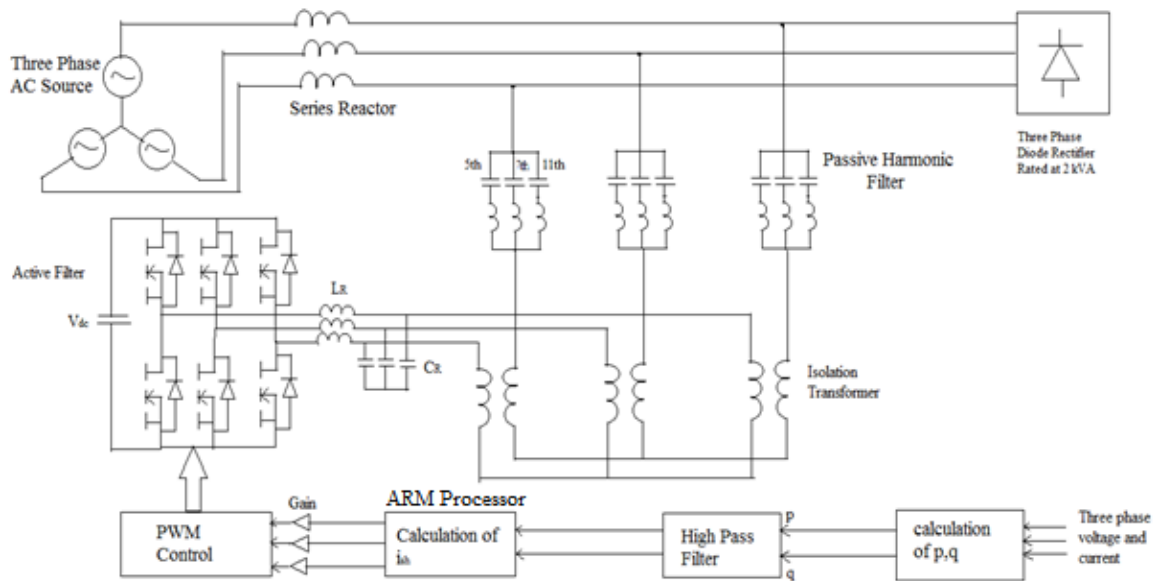 Three Phase
AC Source
Series Reactor
Three Phase
Diode Rectifier
Rated at 2 kVA
5th 7th 11th
Passive Harmonic
Filter
Active Filter
Vdc
LR
CR
Isolation
Transformer
ARM Processor
Gain
PWM
Control
Calculation of
ish
High Pass
Filter
p
q
calculation
of p,q
Three phase
voltage and
current